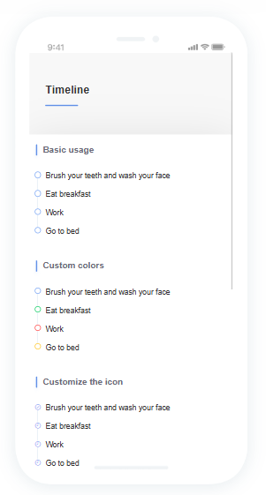 9:41
Timeline
Basic usage
Brush your teeth and wash your face
Eat breakfast
Work
Go to bed
Custom colors
Brush your teeth and wash your face
Eat breakfast
Work
Go to bed
Customize the icon
Brush your teeth and wash your face
Eat breakfast
Work
Go to bed